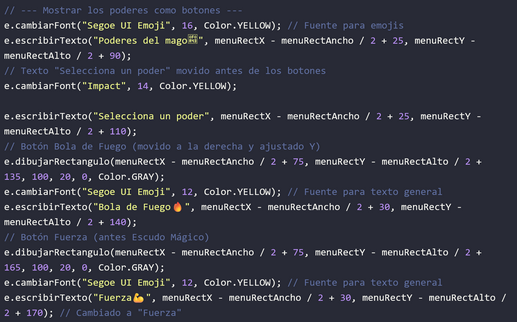 // --- Mostrar los poderes como botones ---
e.cambiarFont("Segoe UI Emoji", 16, Color.YELLOW); // Fuente para emojis
e.escribirTexto("Poderes del mago", menuRectX - menuRectAncho / 2 + 25, menuRectY -
menuRectAlto / 2 + 90);
// Texto "Selecciona un poder" movido antes de los botones
e.cambiarFont("Impact", 14, Color.YELLOW);
e.escribirTexto("Selecciona un poder", menuRectX - menuRectAncho / 2 + 25, menuRectY -
menuRectAlto / 2 + 110);
// Botón Bola de Fuego (movido a la derecha y ajustado Y)
e.dibujarRectangulo(menuRectX - menuRectAncho / 2 + 75, menuRectY - menuRectAlto / 2 +
135, 100, 20, 0, Color.GRAY);
e.cambiarFont("Segoe UI Emoji", 12, Color.YELLOW); // Fuente para texto general
e.escribirTexto("Bola de Fuego🔥", menuRectX - menuRectAncho / 2 + 30, menuRectY -
menuRectAlto / 2 + 140);
// Botón Fuerza (antes Escudo Mágico)
e.dibujarRectangulo(menuRectX - menuRectAncho / 2 + 75, menuRectY - menuRectAlto / 2 +
165, 100, 20, 0, Color.GRAY);
e.cambiarFont("Segoe UI Emoji", 12, Color.YELLOW); // Fuente para texto general
e.escribirTexto("Fuerza💪", menuRectX - menuRectAncho / 2 + 30, menuRectY - menuRectAlto /
2 + 170); // Cambiado a "Fuerza"